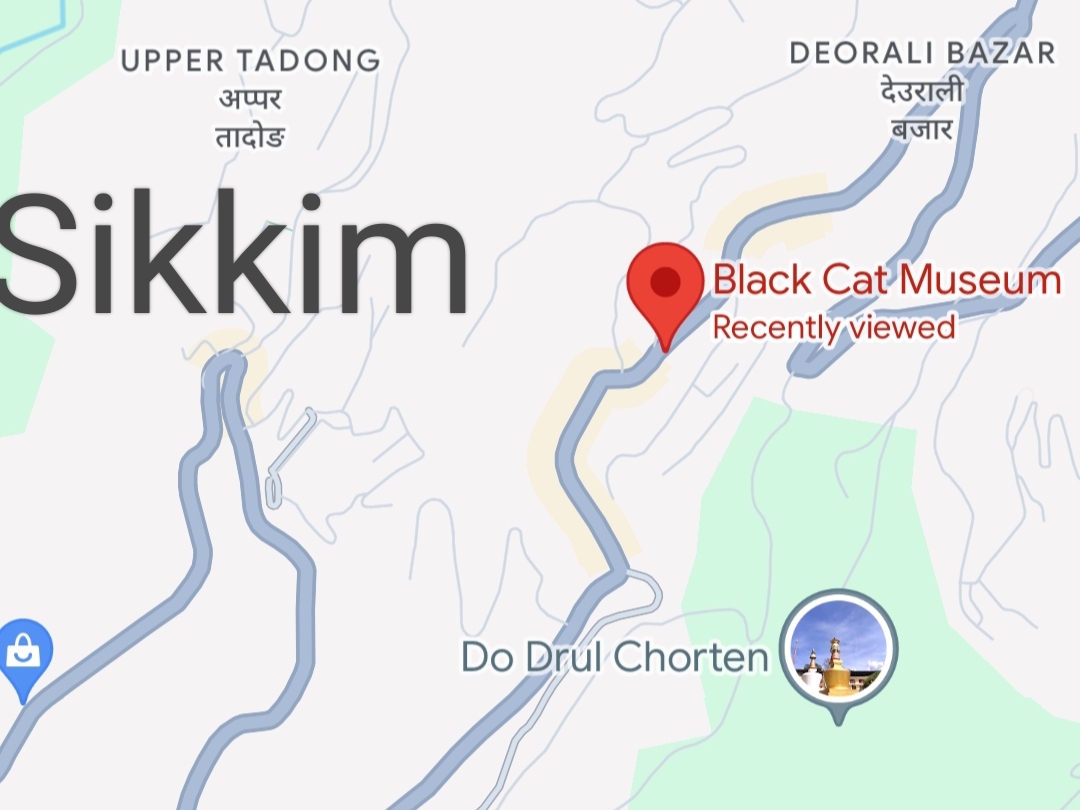 UPPER TADONG
अप्पर
तादोङ
DEORALI BAZAR
देउराली
बजार
Sikkim
Black Cat Museum
Recently viewed
Do Drul Chorten